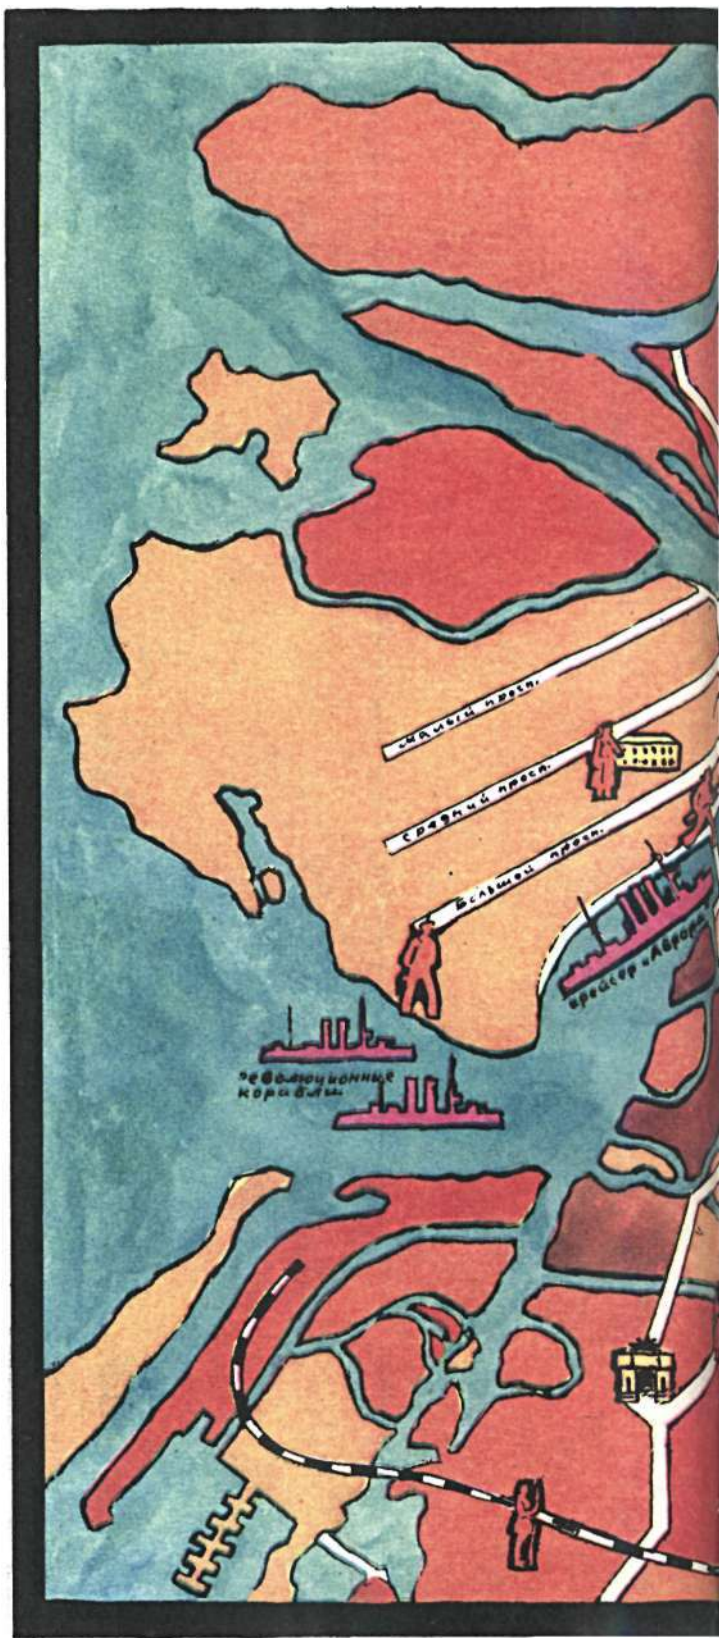 Малый просп.
Средний просп.
Большой просп.
крейсер „Аврора"
революционные
корабли